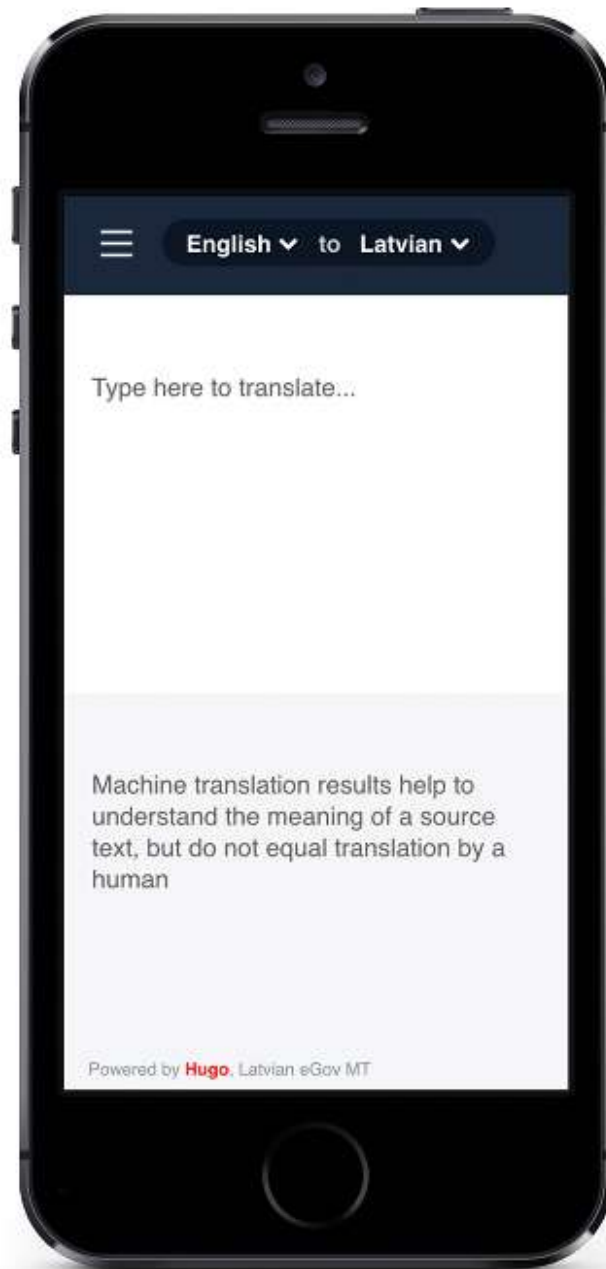 English to Latvian
Type here to translate...
Machine translation results help to
understand the meaning of a source
text, but do not equal translation by a
human
Powered by Hugo, Latvian eGov MT